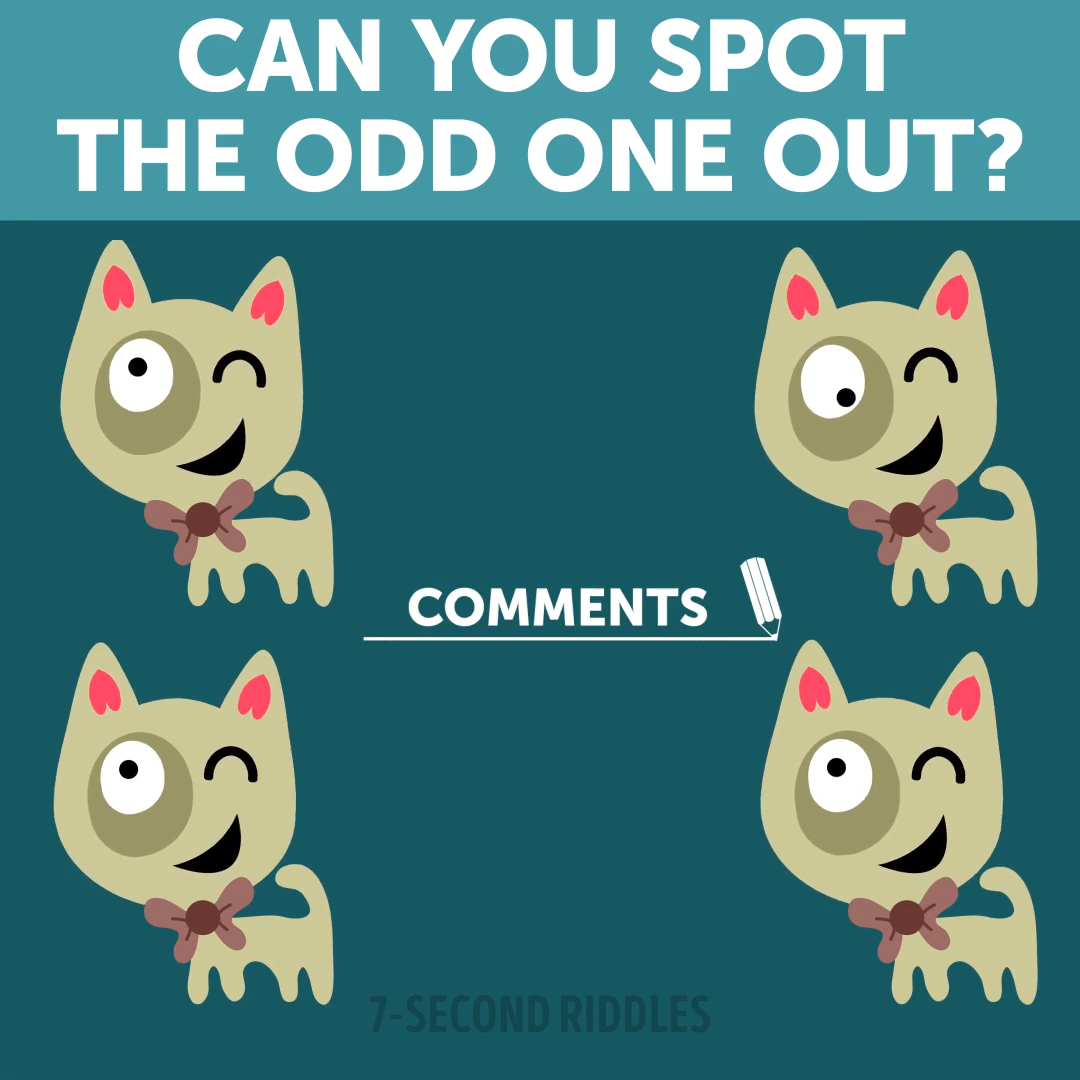 CAN YOU SPOT
THE ODD ONE OUT?
COMMENTS
7-SECOND RIDDLES